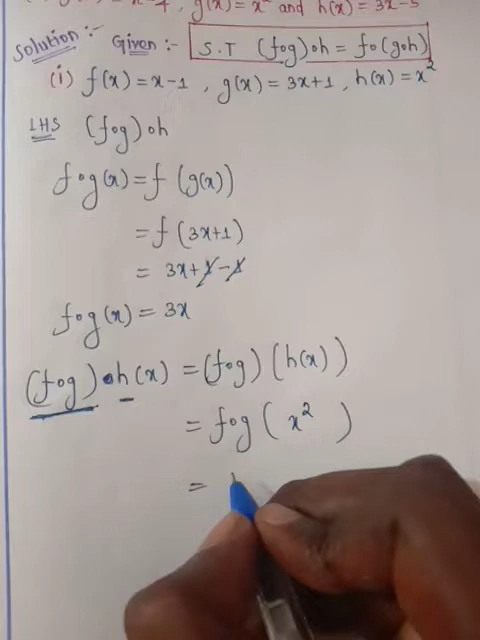 g(x) = x² and h(x) = 3x-5
Solution :- Given :- S.T (fog)oh = fo(goh)
(i) f(x) = x-1 , g(x) = 3x+1 , h(x) = x²
LHS (fog)oh
fog(x) = f(g(x))
= f(3x+1)
= 3x+1-1
fog(x) = 3x
(fog)oh(x) = (fog)(h(x))
= fog( x² )
=